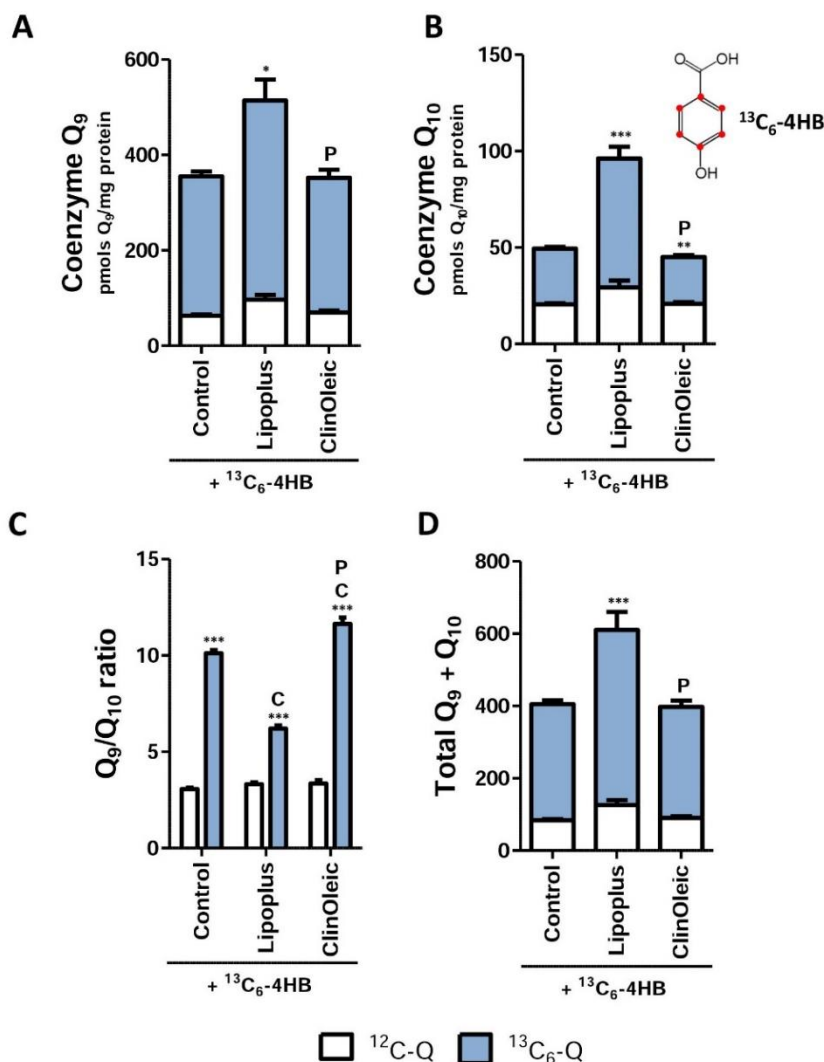 A
Coenzyme Q₉
pmols Q₉/mg protein
600
400
200
0
*
P
Control
Lipoplus
ClinOleic
+ ¹³C₆-4HB
B
Coenzyme Q₁₀
pmols Q₁₀/mg protein
150
100
50
0
***
P
**
O
OH
OH
¹³C₆-4HB
Control
Lipoplus
ClinOleic
+ ¹³C₆-4HB
C
Q₉/Q₁₀ ratio
15
10
5
0
***
C
***
P
C
***
Control
Lipoplus
ClinOleic
+ ¹³C₆-4HB
D
Total Q₉ + Q₁₀
800
600
400
200
0
***
P
Control
Lipoplus
ClinOleic
+ ¹³C₆-4HB
¹²C-Q
¹³C₆-Q